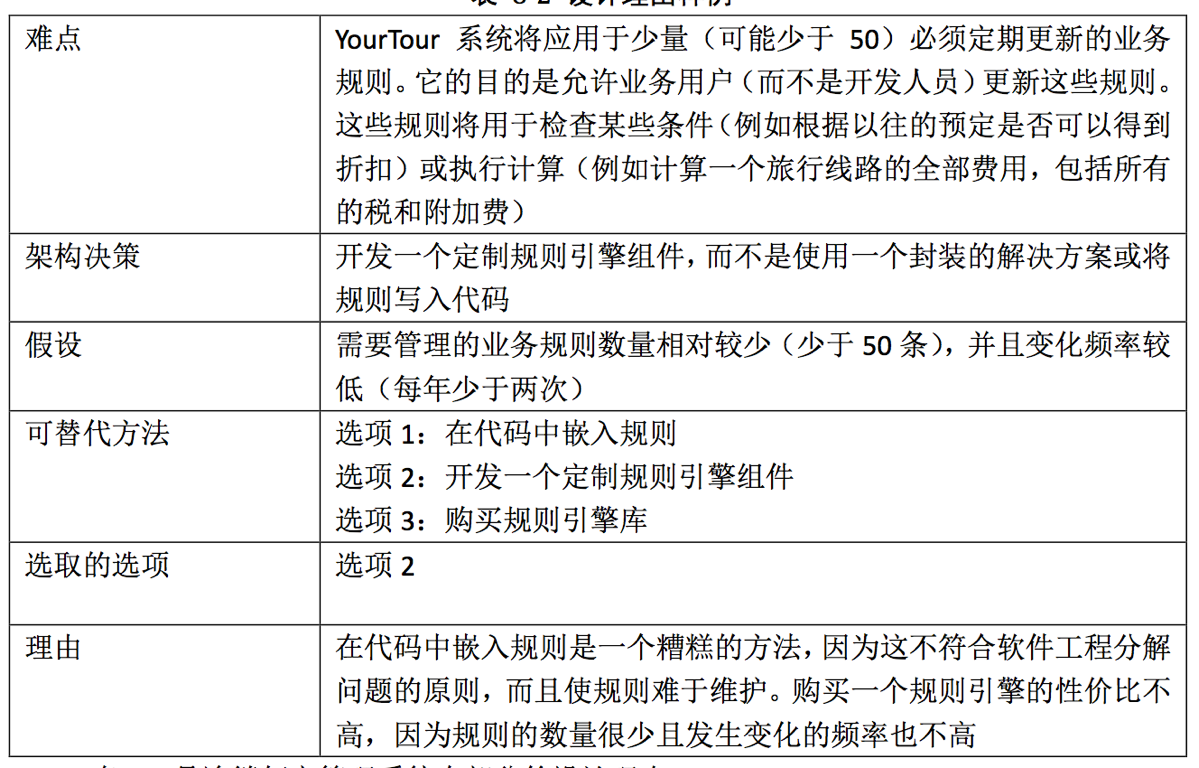 难点
YourTour 系统将应用于少量（可能少于 50）必须定期更新的业务
规则。它的目的是允许业务用户（而不是开发人员）更新这些规则。
这些规则将用于检查某些条件（例如根据以往的预定是否可以得到
折扣）或执行计算（例如计算一个旅行线路的全部费用，包括所有
的税和附加费）
架构决策
开发一个定制规则引擎组件，而不是使用一个封装的解决方案或将
规则写入代码
假设
需要管理的业务规则数量相对较少（少于 50 条），并且变化频率较
低（每年少于两次）
可替代方法
选项 1：在代码中嵌入规则
选项 2：开发一个定制规则引擎组件
选项 3：购买规则引擎库
选取的选项
选项 2
理由
在代码中嵌入规则是一个糟糕的方法，因为这不符合软件工程分解
问题的原则，而且使规则难于维护。购买一个规则引擎的性价比不
高，因为规则的数量很少且发生变化的频率也不高